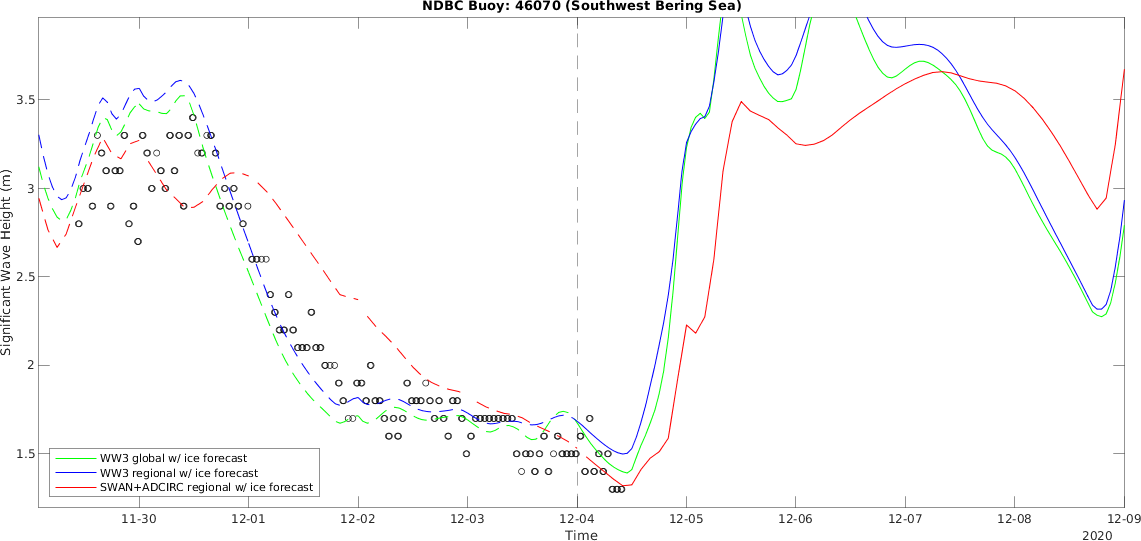 NDBC Buoy: 46070 (Southwest Bering Sea)
Significant Wave Height (m)
3.5
3
2.5
2
1.5
WW3 global w/ ice forecast
WW3 regional w/ ice forecast
SWAN+ADCIRC regional w/ ice forecast
11-30 12-01 12-02 12-03 12-04 12-05 12-06 12-07 12-08 12-09
Time 2020